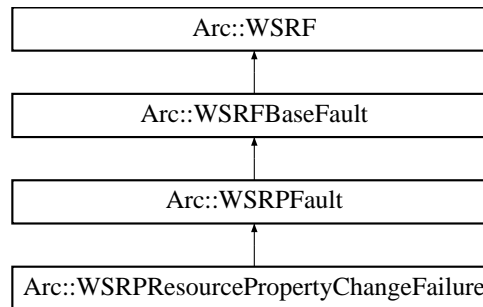 Arc::WSRF
Arc::WSRFBaseFault
Arc::WSRPFault
Arc::WSRPResourcePropertyChangeFailure